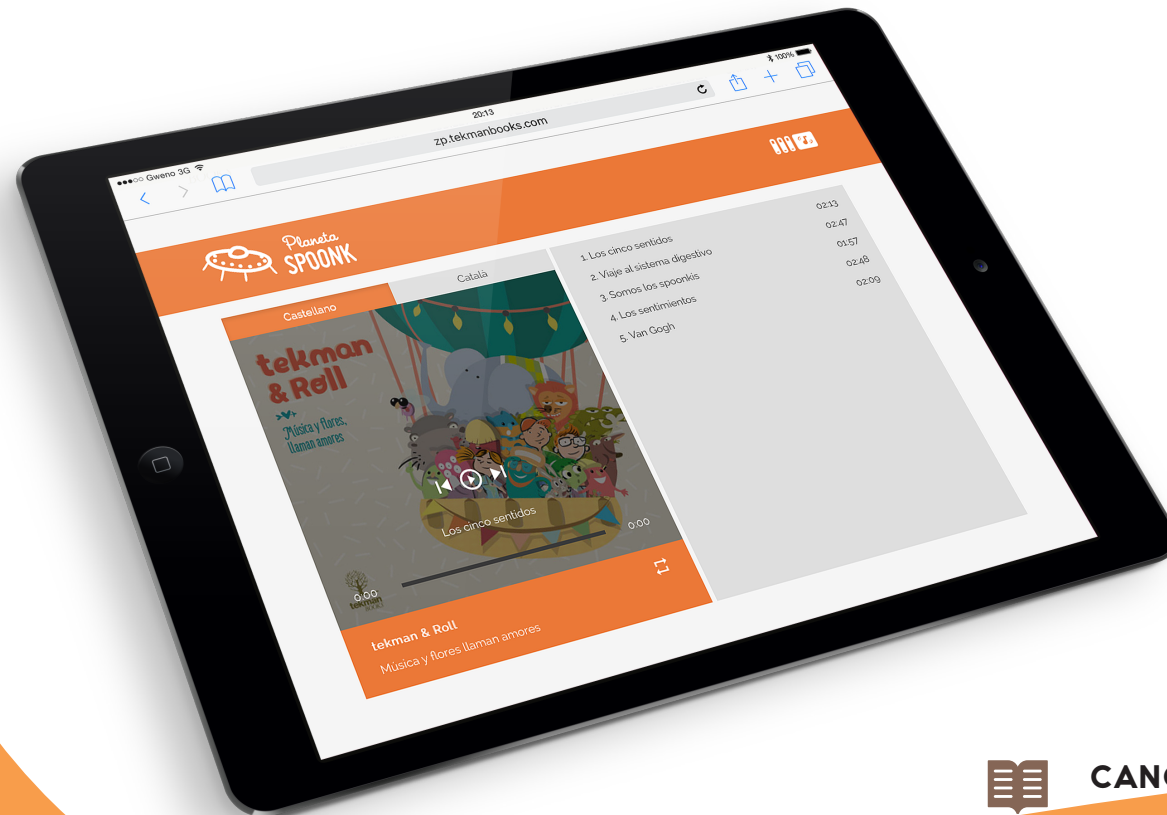 Gweno 3G
20:13
100%
zp.tekmanbooks.com
Planeta
SPOONK
Castellano
Català
tekman
& Roll
Música y flores,
llaman amores
Los cinco sentidos
0:00
0:00
tekman
tekman & Roll
Música y flores llaman amores
1. Los cinco sentidos 02:13
2. Viaje al sistema digestivo 02:47
3. Somos los spoonkis 01:57
4. Los sentimientos 02:48
5. Van Gogh 02:09